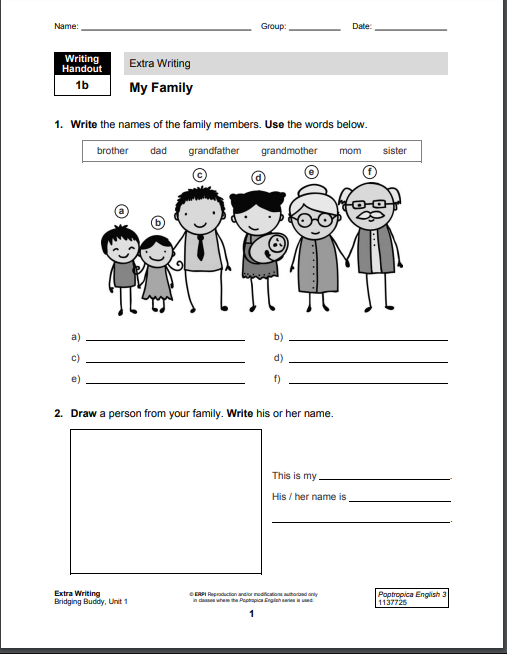 Name: Group: Date:
Writing
Handout
Extra Writing
1b
My Family
1. Write the names of the family members. Use the words below.
brother dad grandfather grandmother mom sister
a
b
c
d
e
f
a) b)
c) d)
e) f)
2. Draw a person from your family. Write his or her name.
This is my .
His / her name is
.
Extra Writing
Bridging Buddy, Unit 1
© ERPI Reproduction and/or modifications authorized only
in classes where the Poptropica English series is used.
Poptropica English 3
1137725
1